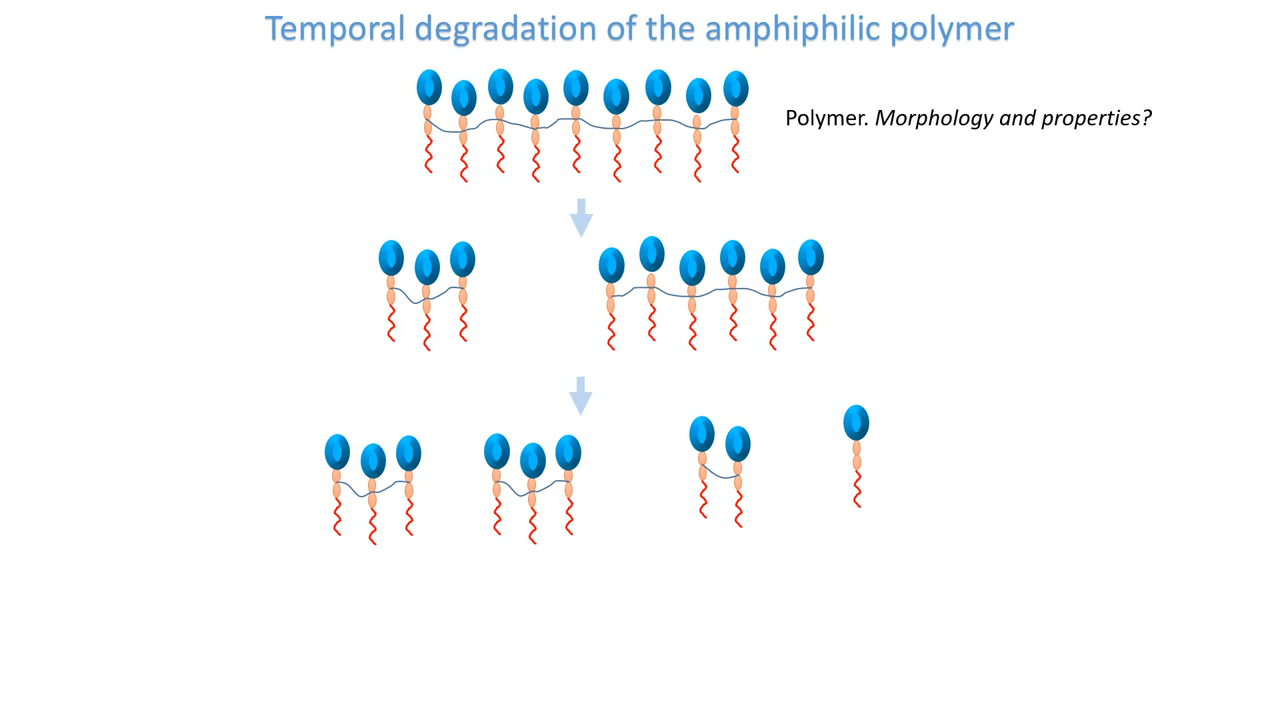 Temporal degradation of the amphiphilic polymer
Polymer. Morphology and properties?